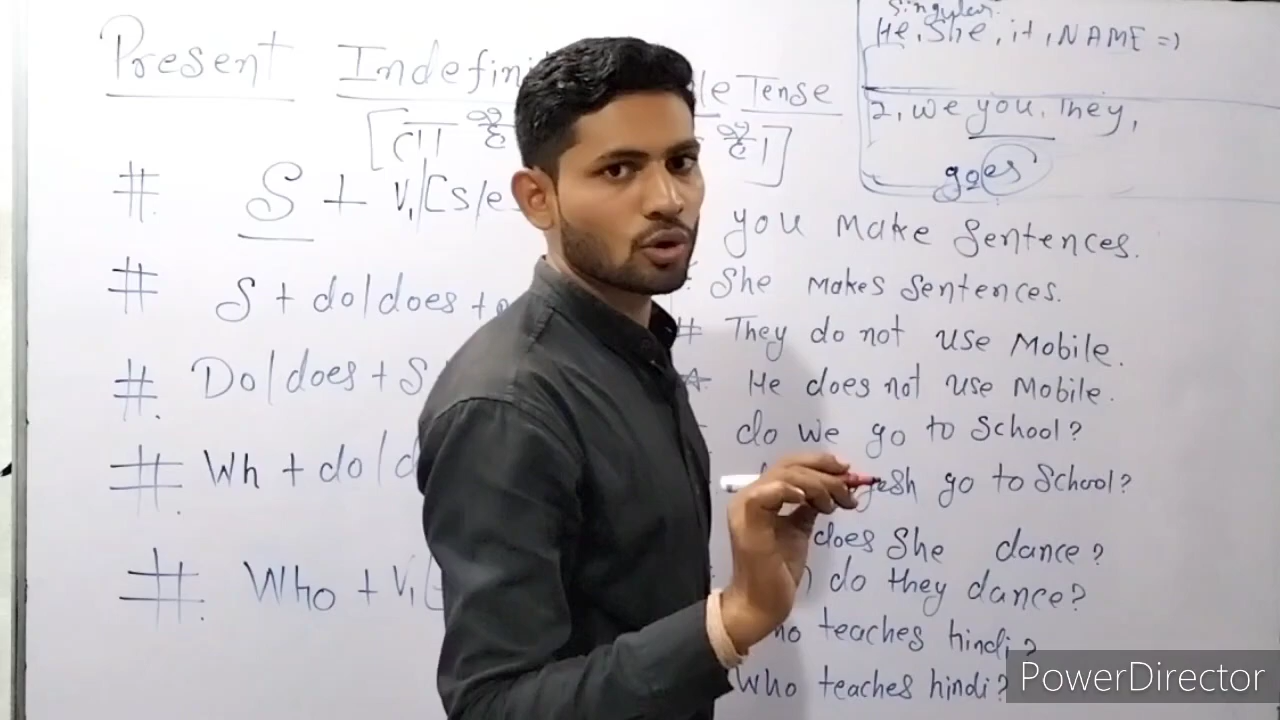 Present Indefini Tense
[ता है है।]
# S + V₁[s/es
# S + do/does +
#. Do/does + S
# Wh + do/d
#. Who + V₁[
Singular.
He, She, it, NAME =>
2, we you, They,
goes
you make sentences.
She makes sentences.
# They do not use Mobile.
He does not use Mobile.
do we go to School?
go to School?
does She dance?
do they dance?
teaches hindi?
Who teaches hindi?
PowerDirector